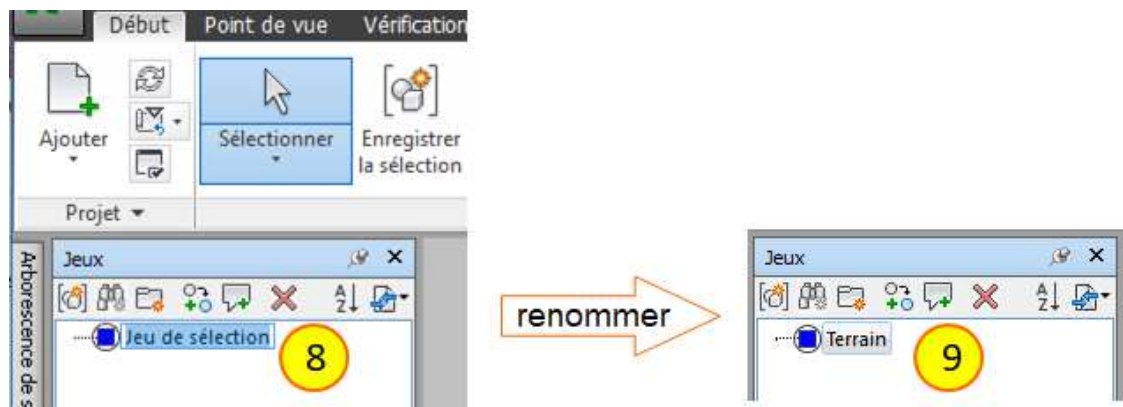 Début Point de vue Vérification
Ajouter
Sélectionner
Enregistrer
la sélection
Projet
Arborescence de s
Jeux
Jeu de sélection
8
renommer
Jeux
Terrain
9